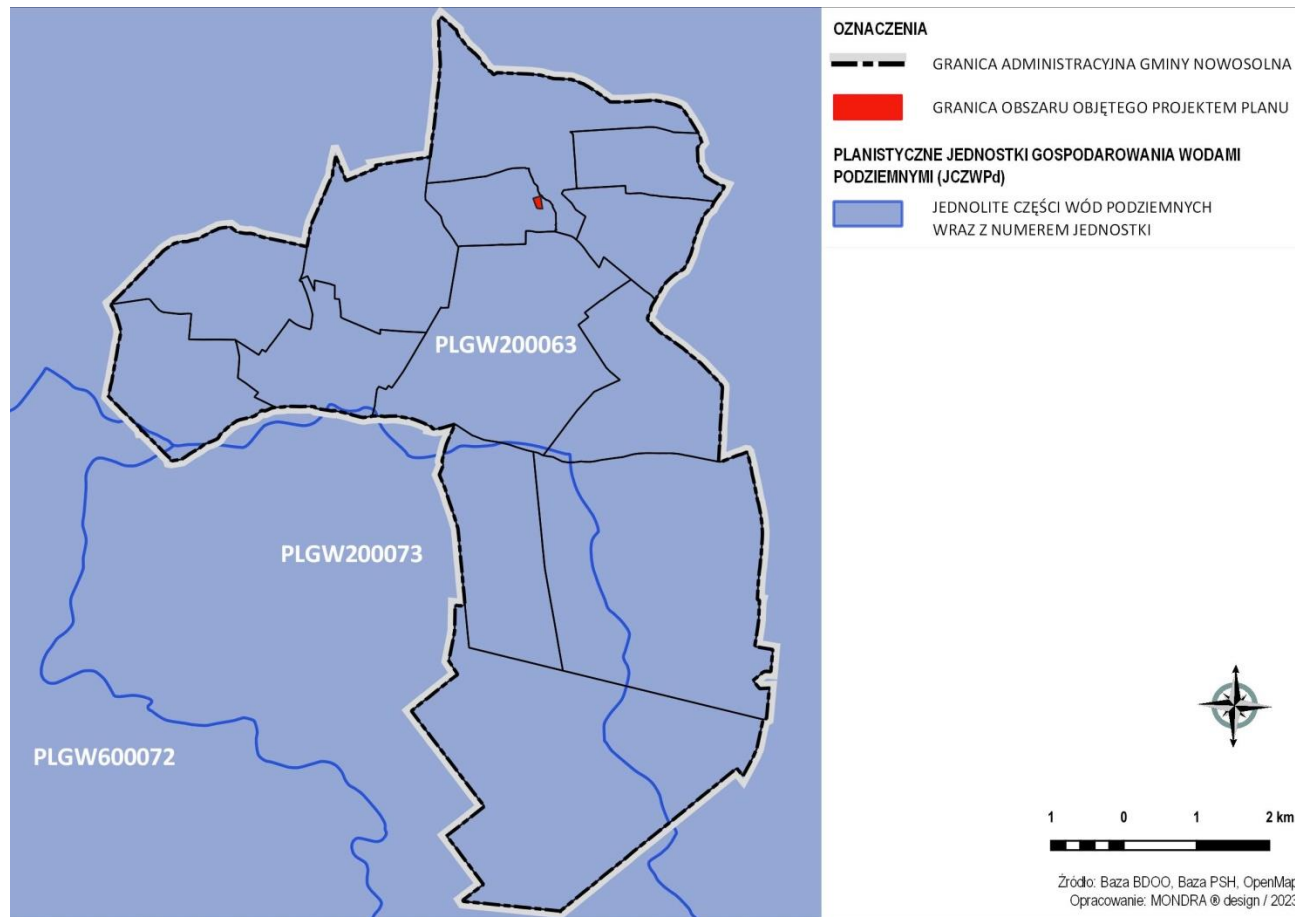 OZNACZENIA
GRANICA ADMINISTRACYJNA GMINY NOWOSOLNA
GRANICA OBSZARU OBJĘTEGO PROJEKTEM PLANU
PLANISTYCZNE JEDNOSTKI GOSPODAROWANIA WODAMI
PODZIEMNYMI (JCZWPd)
JEDNOLITE CZĘŚCI WÓD PODZIEMNYCH
WRAZ Z NUMEREM JEDNOSTKI
PLGW200063
PLGW200073
PLGW600072
1 0 1 2 km
Źródło: Baza BDOO, Baza PSH, OpenMap
Opracowanie: MONDRA ® design / 2023